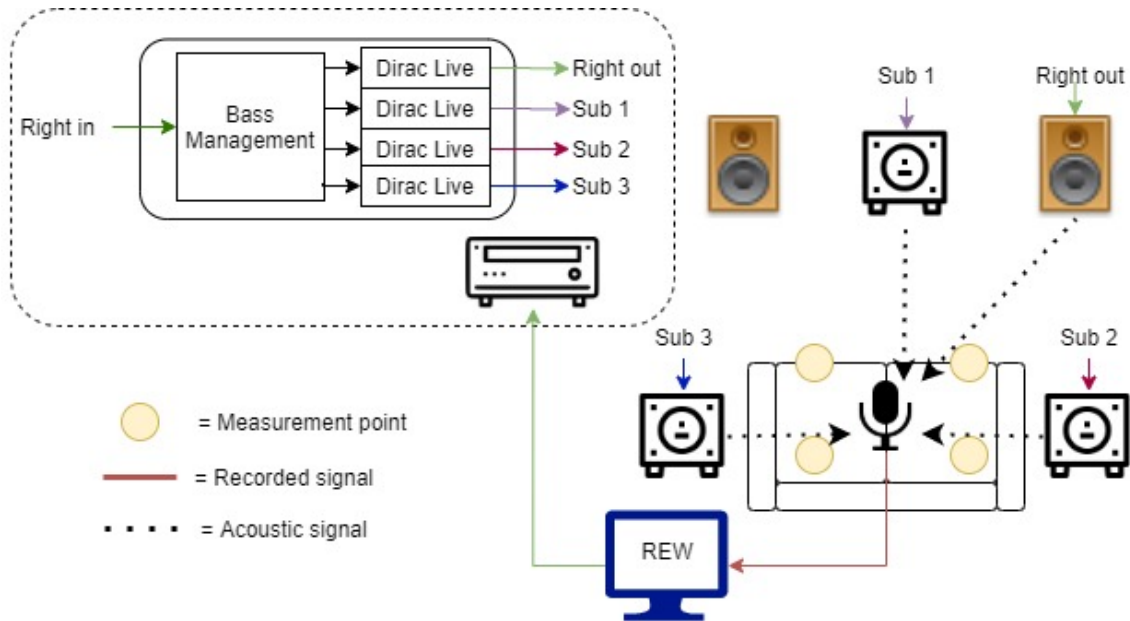 Right in
Bass
Management
Dirac Live
Dirac Live
Dirac Live
Dirac Live
Right out
Sub 1
Sub 2
Sub 3
Sub 1
Right out
Sub 3
Sub 2
= Measurement point
= Recorded signal
= Acoustic signal
REW